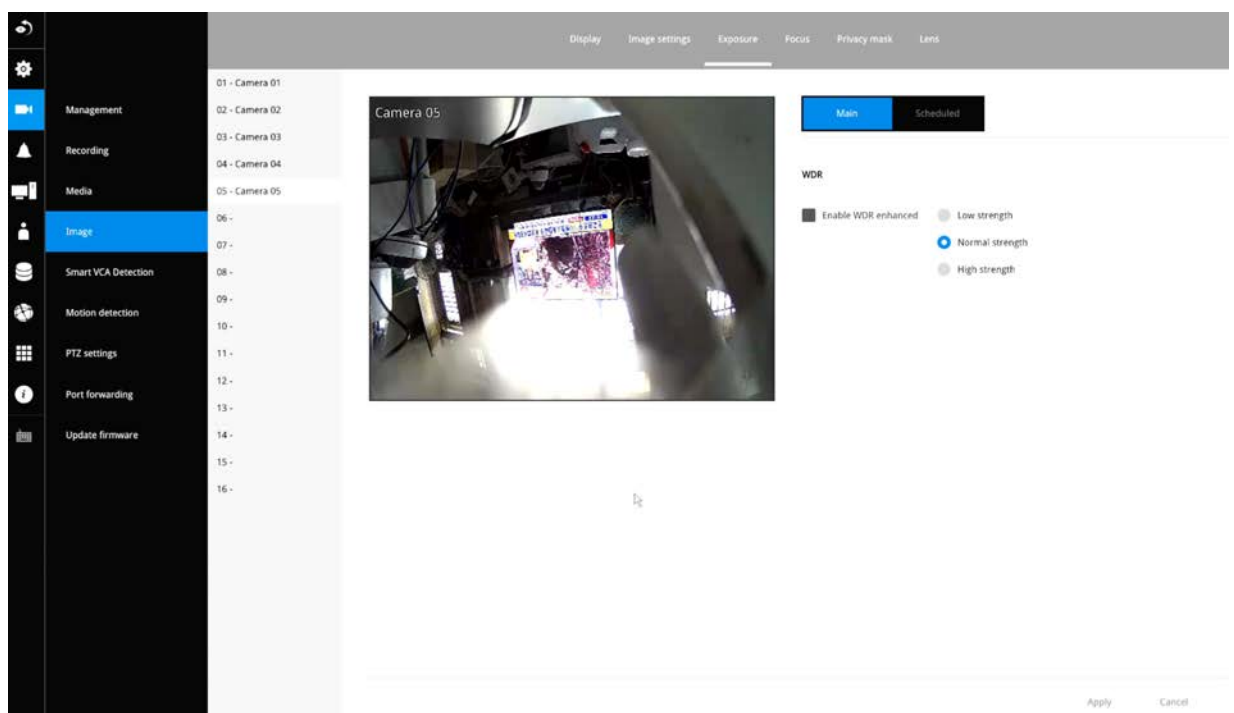 Display Image settings Exposure Focus Privacy mask Lens
01 - Camera 01
Management
02 - Camera 02
03 - Camera 03
Recording
04 - Camera 04
Media
05 - Camera 05
Image
06 -
07 -
Smart VCA Detection
08 -
09 -
Motion detection
10 -
PTZ settings
11 -
12 -
Port forwarding
13 -
Update firmware
14 -
15 -
16 -
Camera 05
Main Scheduled
WDR
Enable WDR enhanced Low strength
Normal strength
High strength
Apply Cancel